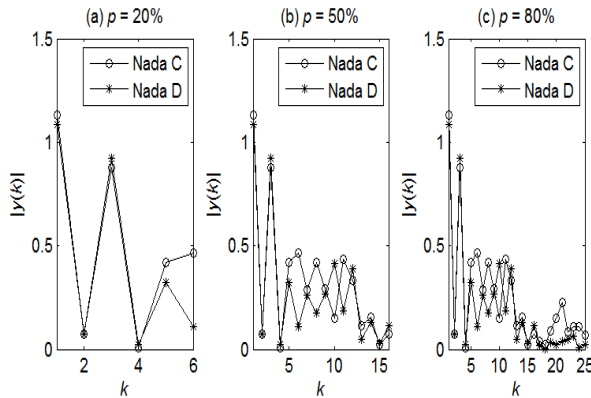 (a) p = 20%
(b) p = 50%
(c) p = 80%
1.5
1
0.5
0
|y(k)|
Nada C
Nada D
2
4
6
k
1.5
1
0.5
0
|y(k)|
Nada C
Nada D
5
10
15
k
1.5
1
0.5
0
|y(k)|
Nada C
Nada D
5
10
15
20
25
k